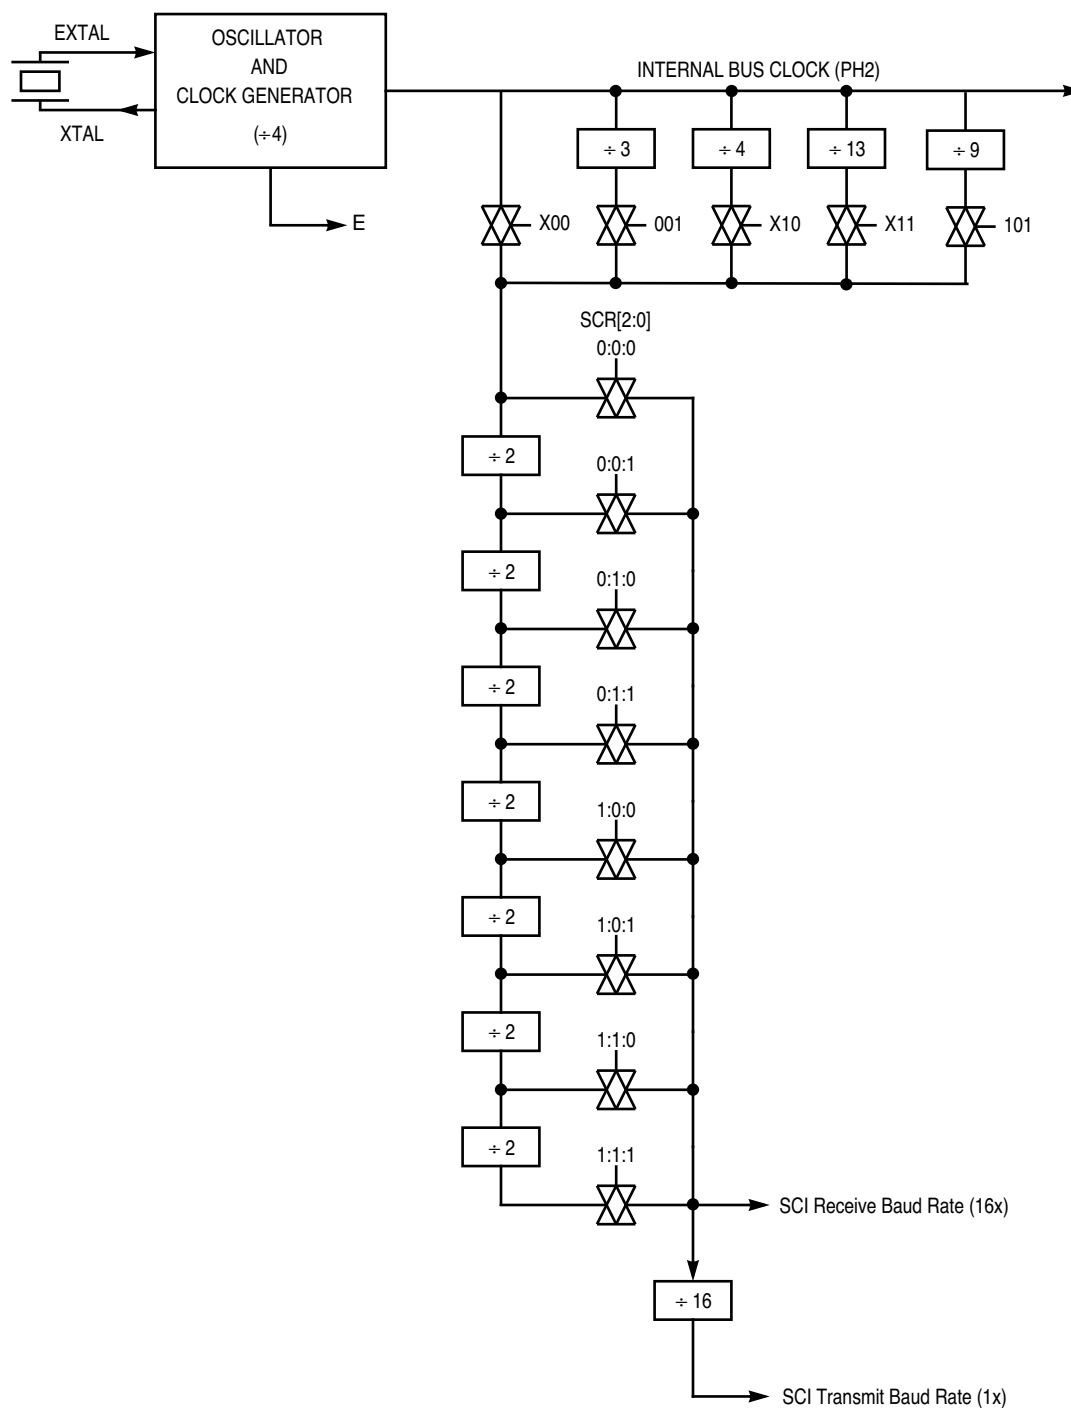 EXTAL
XTAL
OSCILLATOR
AND
CLOCK GENERATOR
(÷4)
E
INTERNAL BUS CLOCK (PH2)
÷ 3
÷ 4
÷ 13
÷ 9
X00
001
X10
X11
101
SCR[2:0]
0:0:0
÷ 2
0:0:1
÷ 2
0:1:0
÷ 2
0:1:1
÷ 2
1:0:0
÷ 2
1:0:1
÷ 2
1:1:0
÷ 2
1:1:1
SCI Receive Baud Rate (16x)
÷ 16
SCI Transmit Baud Rate (1x)